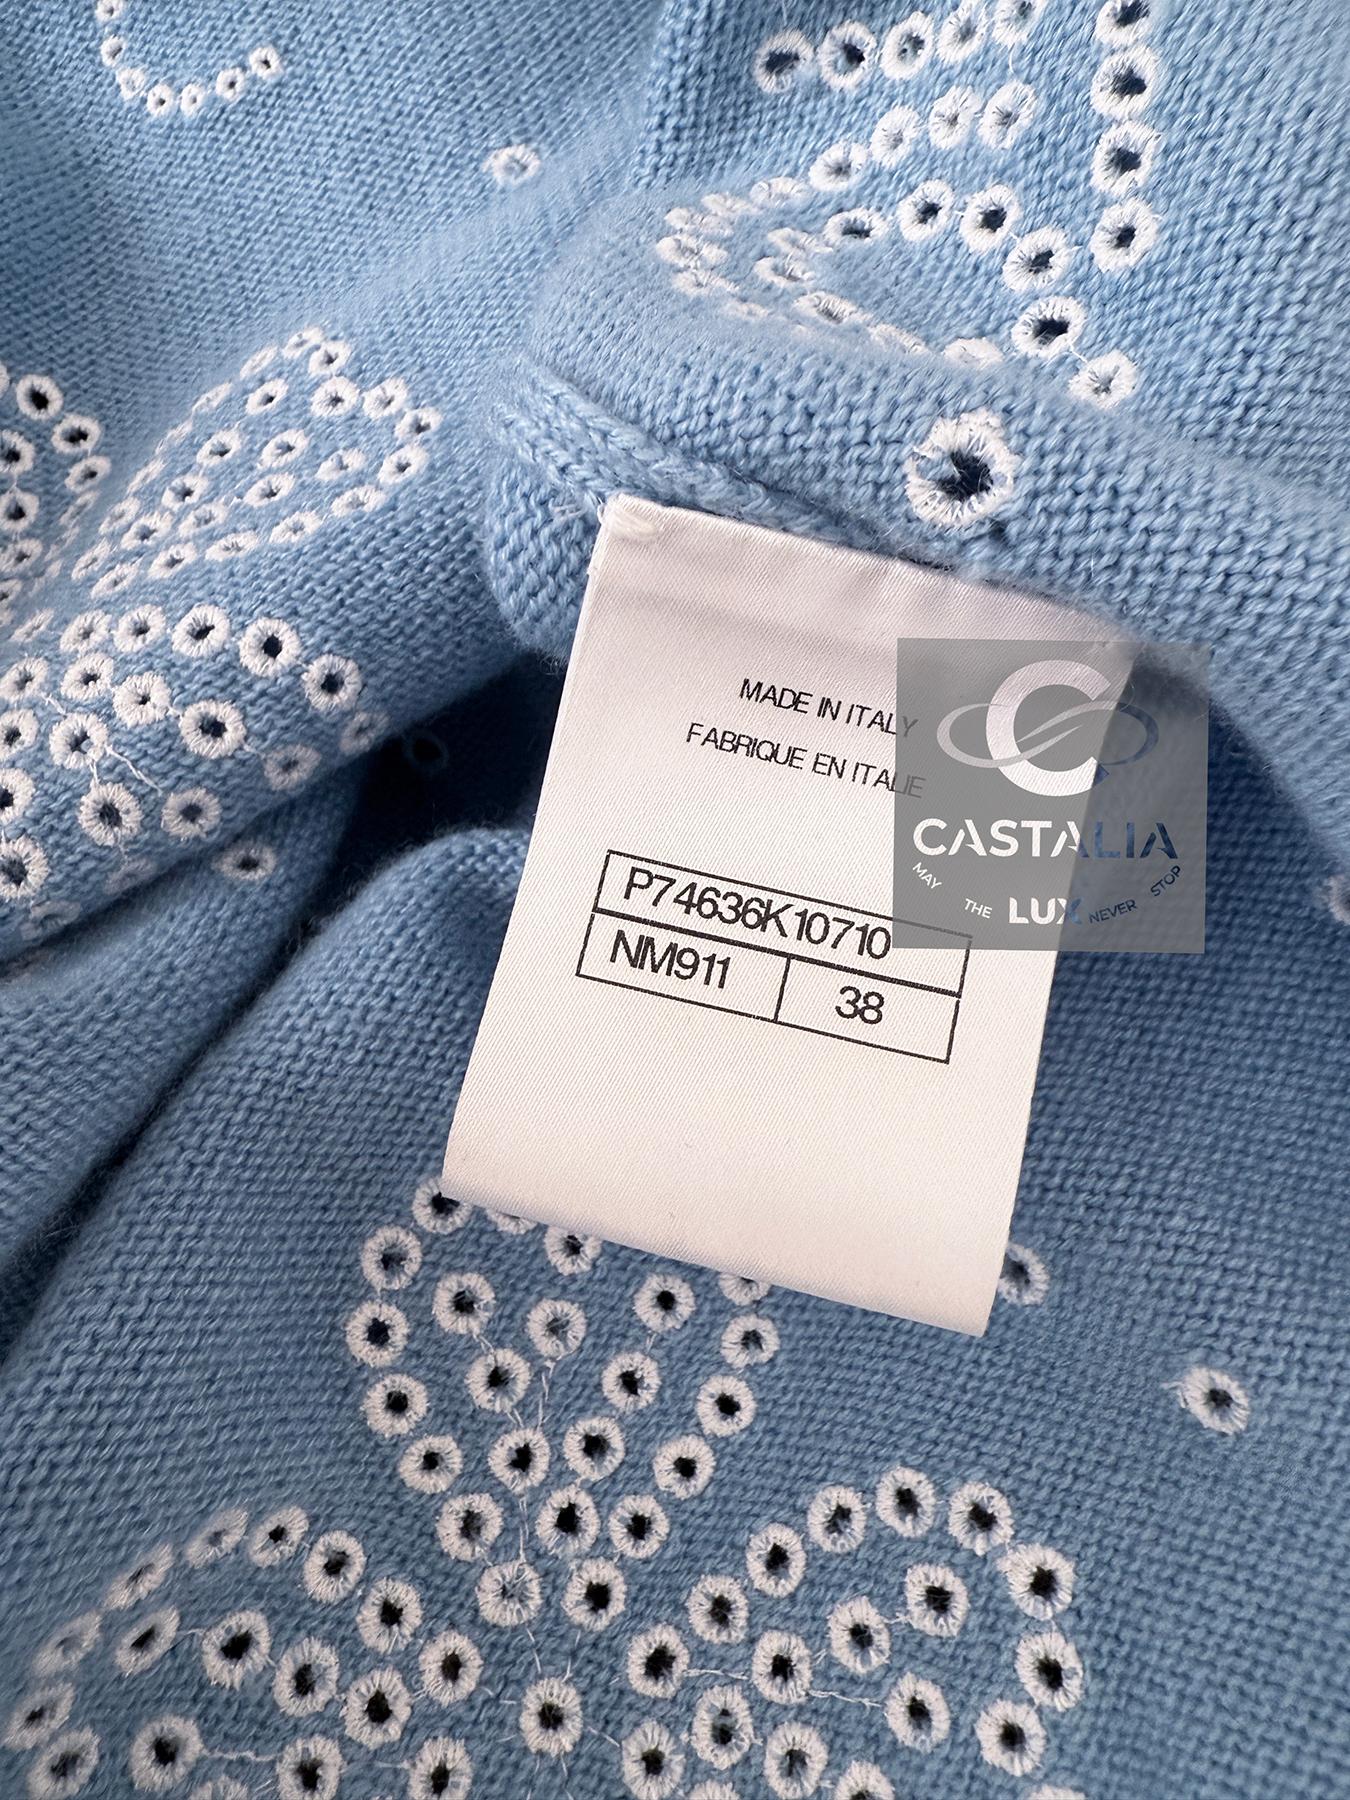 MADE IN ITALY
FABRIQUE EN ITALIE
P74636K10710
NM911
38
C
CASTALIA
MAY THE LUX NEVER STOP